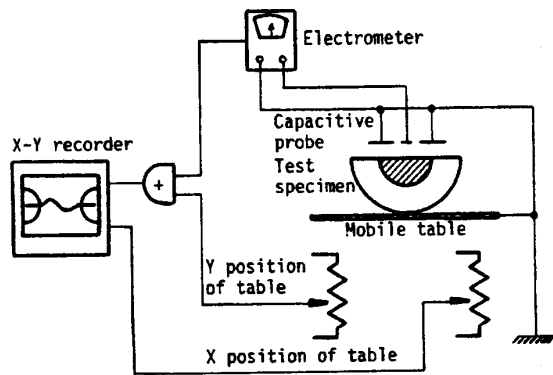 Electrometer
X-Y recorder
Capacitive
probe
Test
specimen
+
Mobile table
Y position
of table
X position of table